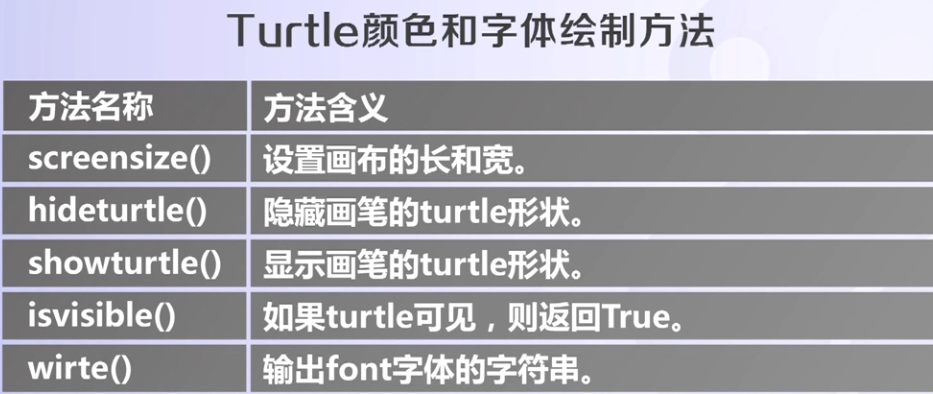 Turtle颜色和字体绘制方法
方法名称 方法含义
screensize() 设置画布的长和宽。
hideturtle() 隐藏画笔的turtle形状。
showturtle() 显示画笔的turtle形状。
isvisible() 如果turtle可见，则返回True。
wirte() 输出font字体的字符串。